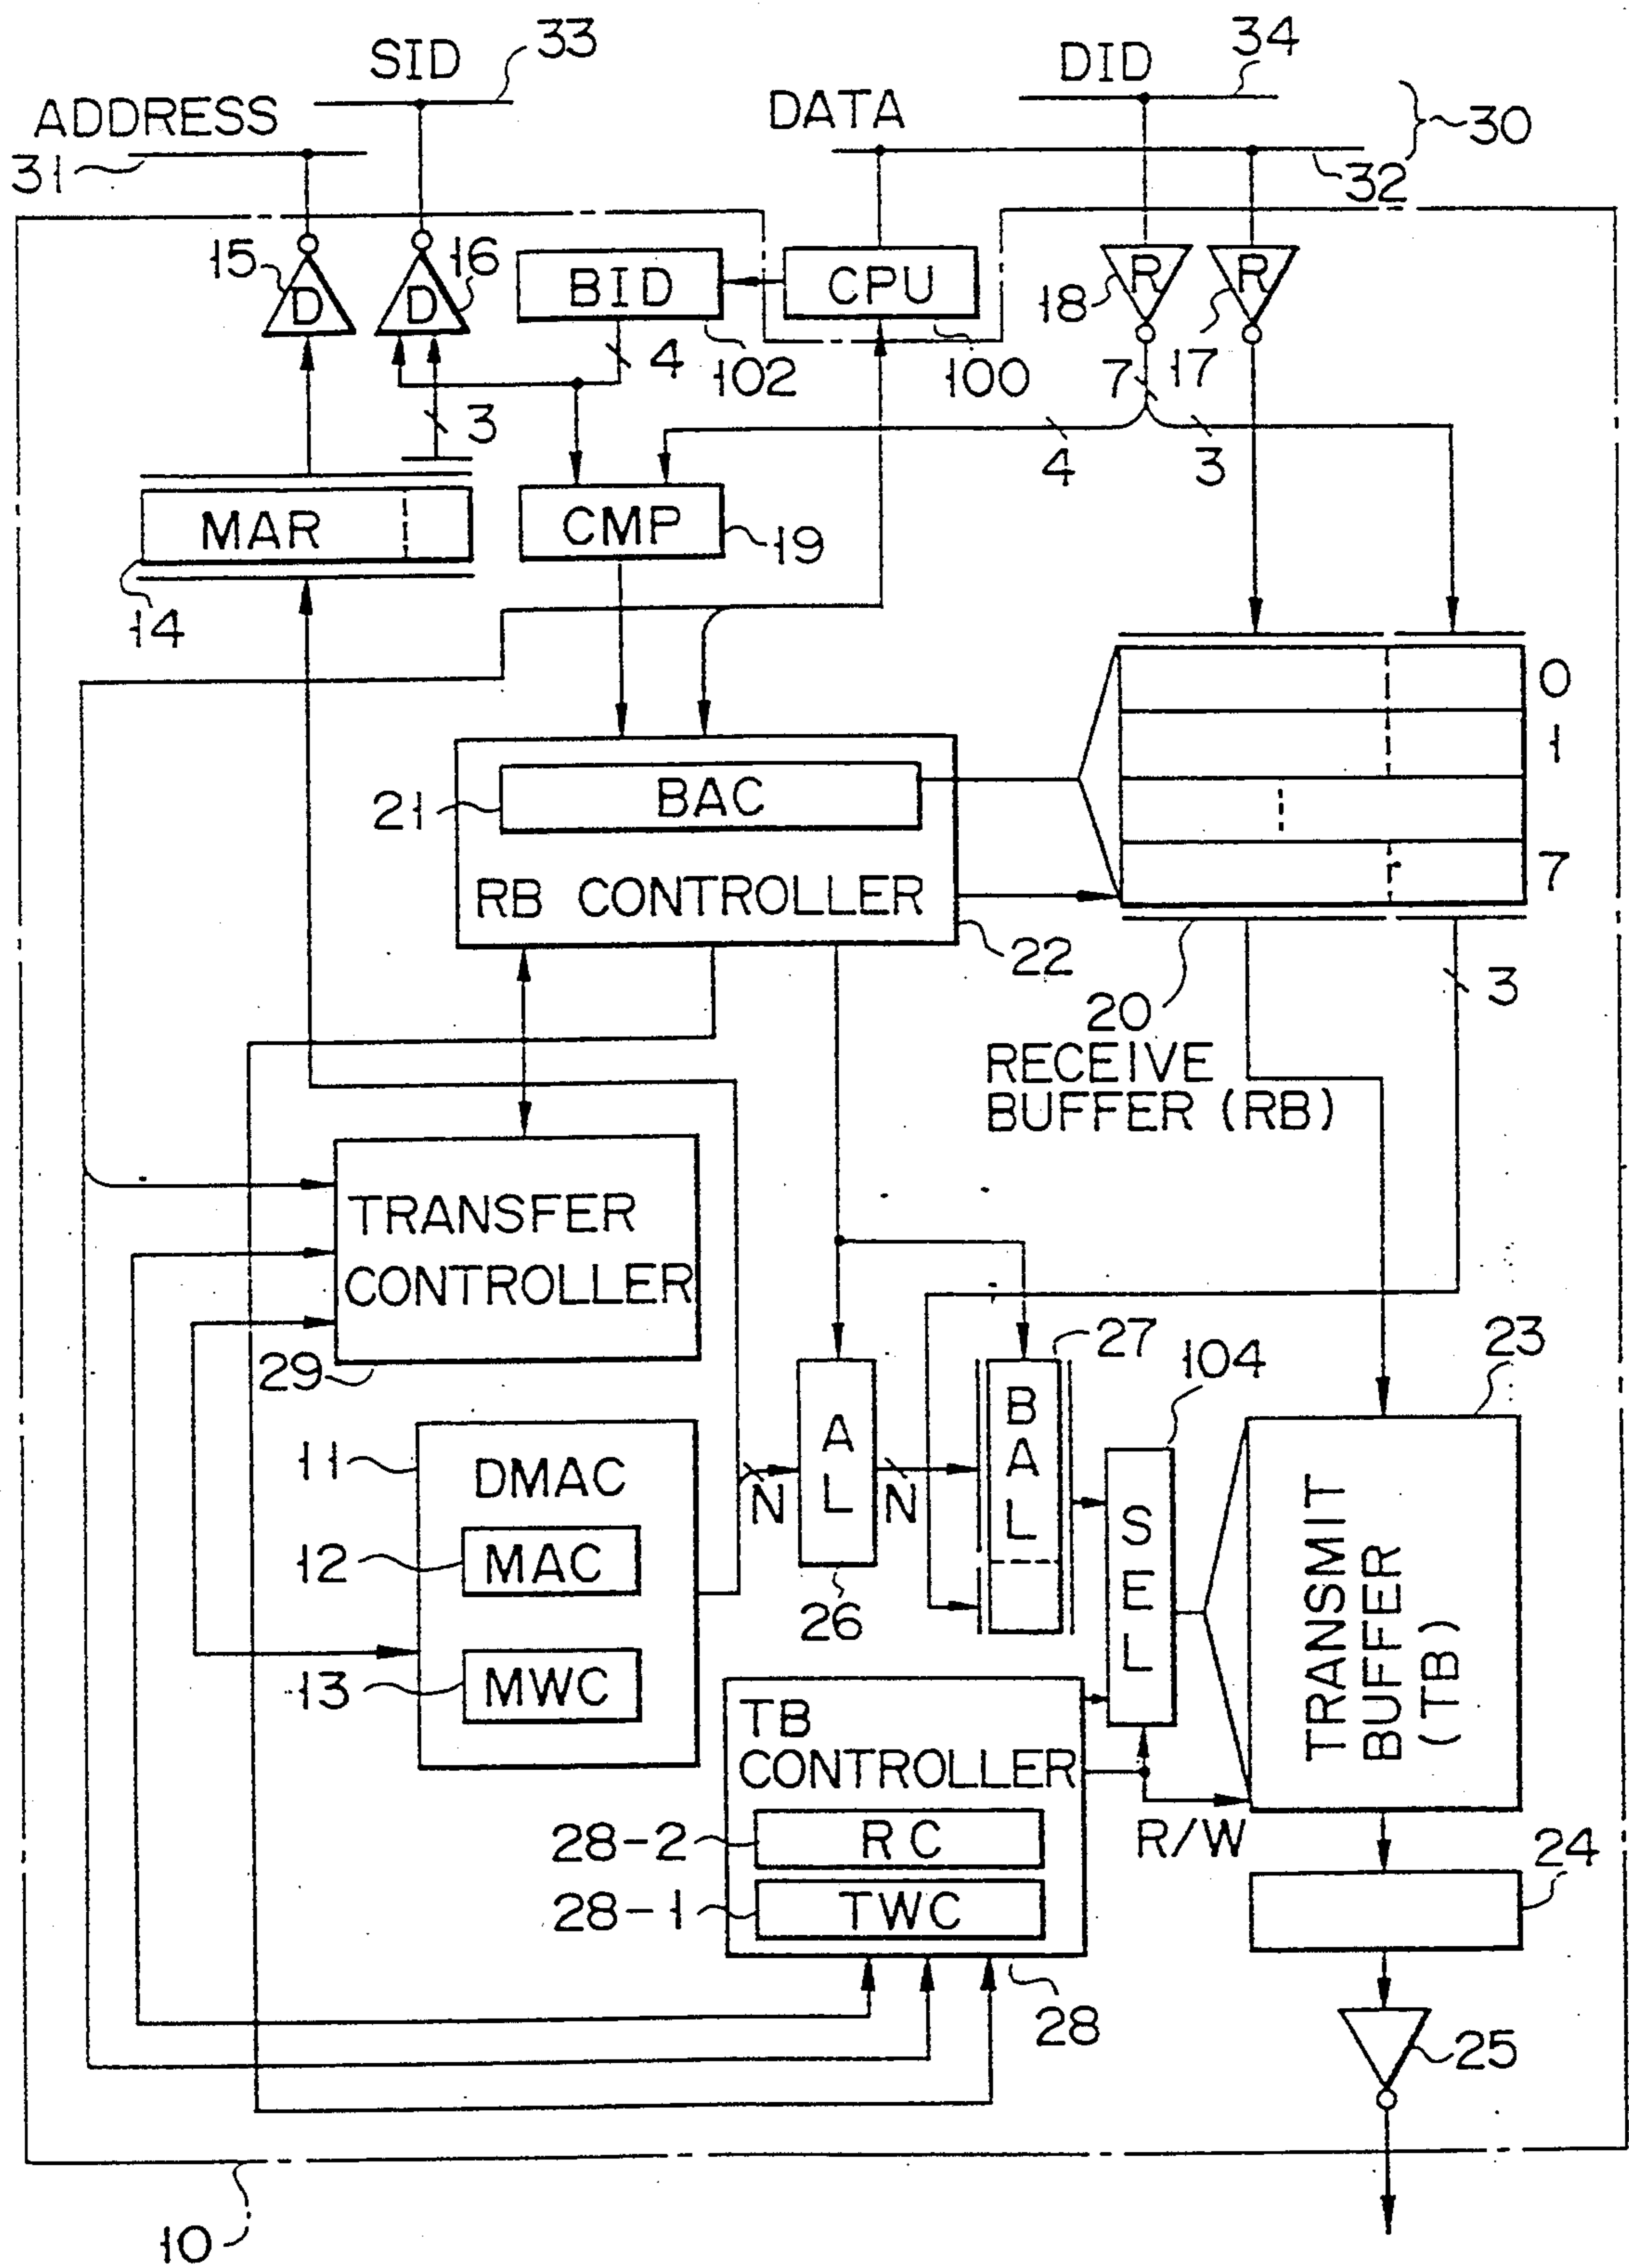 SID
33
DID
34
ADDRESS
DATA
30
31
32
15
D
D
16
BID
CPU
18
R
R
17
4
102
100
7
3
4
3
MAR
CMP
19
14
0
1
21
BAC
7
RB CONTROLLER
22
20
3
RECEIVE
BUFFER (RB)
TRANSFER
CONTROLLER
29
27
104
23
11
DMAC
N
AL
N
BAL
SEL
TRANSMIT
BUFFER
(TB)
12
MAC
26
13
MWC
TB
CONTROLLER
R/W
28-2
RC
24
28-1
TWC
28
25
10